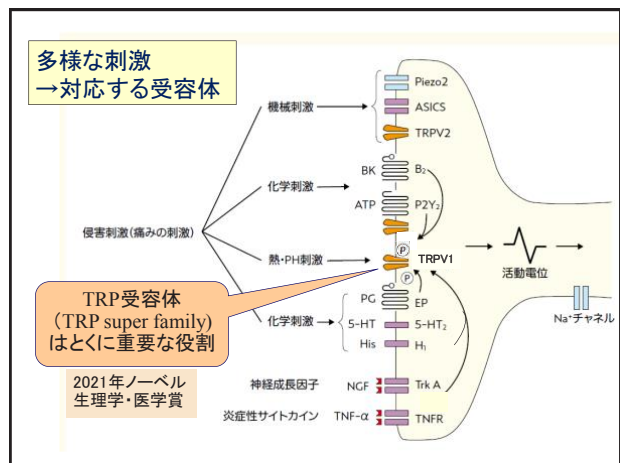 多様な刺激
→対応する受容体
Piezo2
機械刺激
ASICS
TRPV2
BK
B₂
化学刺激
ATP
P2Y₂
侵害刺激(痛みの刺激)
P
熱・PH刺激
TRPV1
活動電位
P
TRP受容体
(TRP super family)
はとくに重要な役割
PG
EP
化学刺激
5-HT
5-HT₂
His
H₁
Na⁺チャネル
2021年ノーベル
生理学・医学賞
神経成長因子
NGF
Trk A
炎症性サイトカイン
TNF-α
TNFR